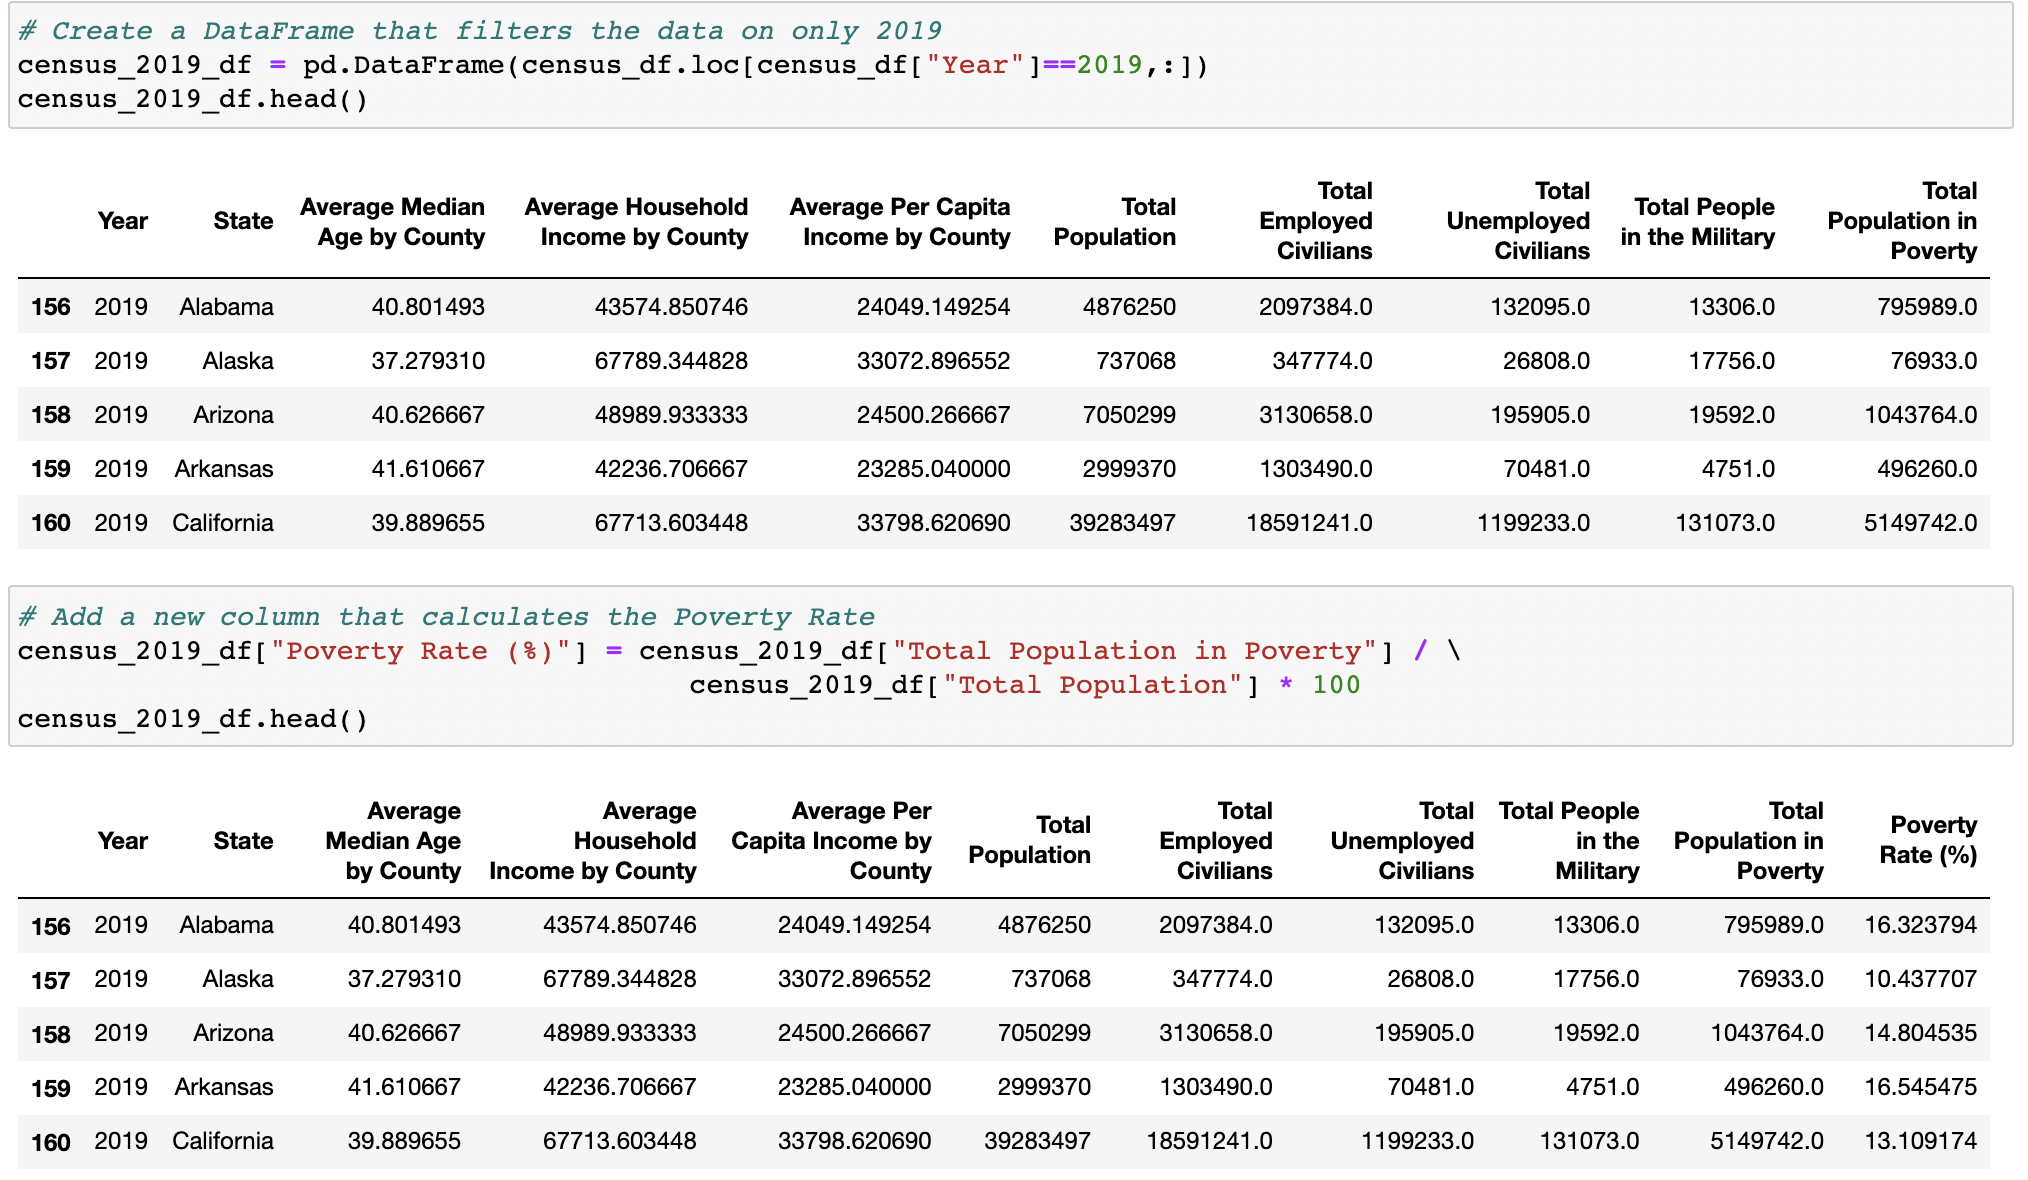 # Create a DataFrame that filters the data on only 2019
census_2019_df = pd.DataFrame(census_df.loc[census_df["Year"]==2019,:])
census_2019_df.head()
Year State Average Median Age by County Average Household Income by County Average Per Capita Income by County Total Population Total Employed Civilians Total Unemployed Civilians Total People in the Military Total Population in Poverty
156 2019 Alabama 40.801493 43574.850746 24049.149254 4876250 2097384.0 132095.0 13306.0 795989.0
157 2019 Alaska 37.279310 67789.344828 33072.896552 737068 347774.0 26808.0 17756.0 76933.0
158 2019 Arizona 40.626667 48989.933333 24500.266667 7050299 3130658.0 195905.0 19592.0 1043764.0
159 2019 Arkansas 41.610667 42236.706667 23285.040000 2999370 1303490.0 70481.0 4751.0 496260.0
160 2019 California 39.889655 67713.603448 33798.620690 39283497 18591241.0 1199233.0 131073.0 5149742.0
# Add a new column that calculates the Poverty Rate
census_2019_df["Poverty Rate (%)"] = census_2019_df["Total Population in Poverty"] / \
census_2019_df["Total Population"] * 100
census_2019_df.head()
Year State Average Median Age by County Average Household Income by County Average Per Capita Income by County Total Population Total Employed Civilians Total Unemployed Civilians Total People in the Military Total Population in Poverty Poverty Rate (%)
156 2019 Alabama 40.801493 43574.850746 24049.149254 4876250 2097384.0 132095.0 13306.0 795989.0 16.323794
157 2019 Alaska 37.279310 67789.344828 33072.896552 737068 347774.0 26808.0 17756.0 76933.0 10.437707
158 2019 Arizona 40.626667 48989.933333 24500.266667 7050299 3130658.0 195905.0 19592.0 1043764.0 14.804535
159 2019 Arkansas 41.610667 42236.706667 23285.040000 2999370 1303490.0 70481.0 4751.0 496260.0 16.545475
160 2019 California 39.889655 67713.603448 33798.620690 39283497 18591241.0 1199233.0 131073.0 5149742.0 13.109174